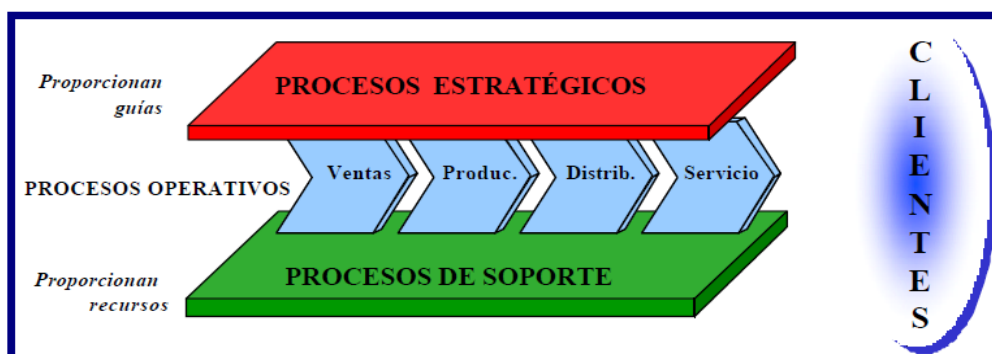 Proporcionan
guías
PROCESOS ESTRATÉGICOS
PROCESOS OPERATIVOS
Ventas
Produc.
Distrib.
Servicio
Proporcionan
recursos
PROCESOS DE SOPORTE
C
L
I
E
N
T
E
S